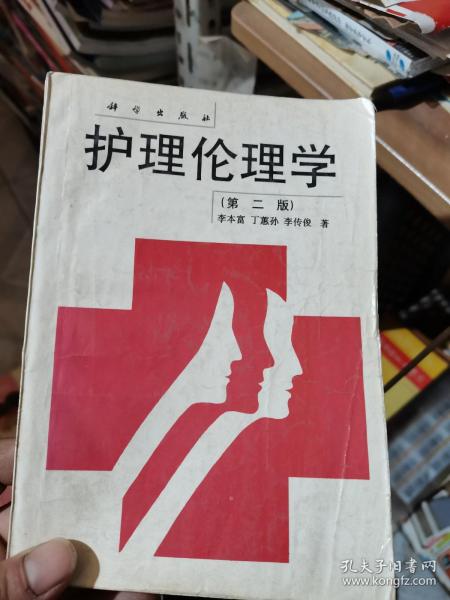 科学出版社
护理伦理学
(第二版)
李本富 丁蕙孙 李传俊 著
孔夫子旧书网
www.kongfz.com